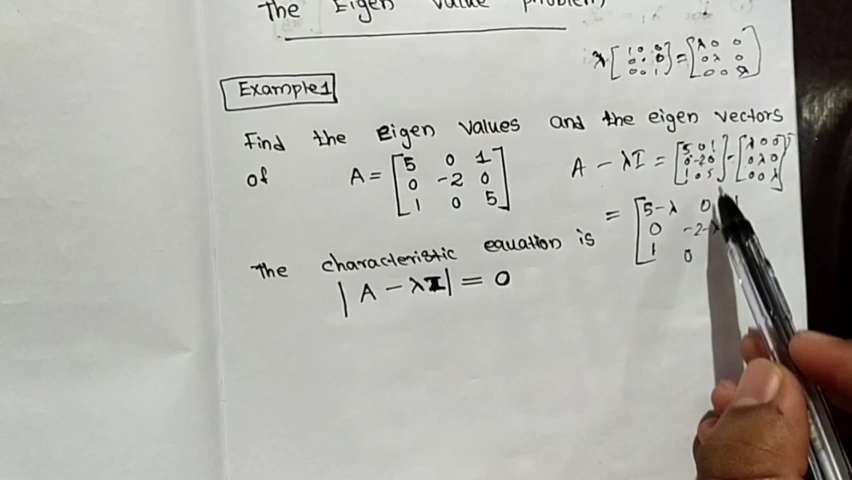 The Eigen Value problem
λ[1 0 0 0 0 0 0 0 1] = [λ 0 0 0 λ 0 0 0 λ]
Example 1
Find the Eigen values and the eigen vectors
of A = [5 0 1 0 -2 0 1 0 5] A - λI = [5 0 1 0 -2 0 1 0 5] - [λ 0 0 0 λ 0 0 0 λ]
= [5-λ 0 1 0 -2-λ 1 0
The characteristic equation is
|A - λI| = 0